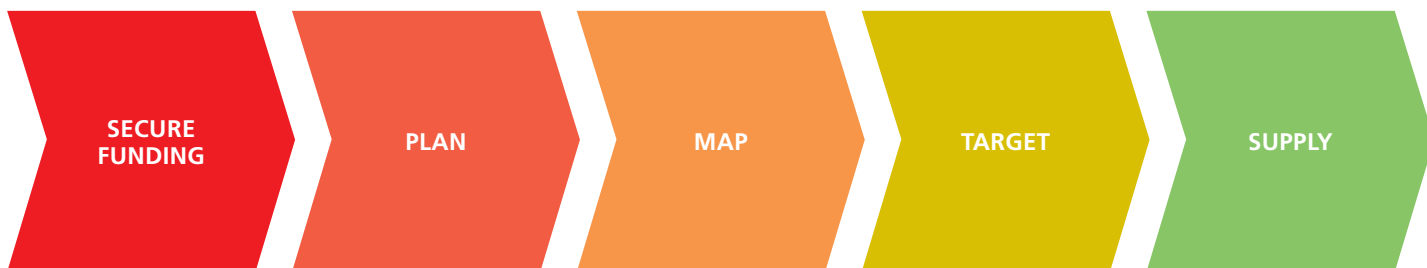 SECURE
FUNDING
PLAN
MAP
TARGET
SUPPLY